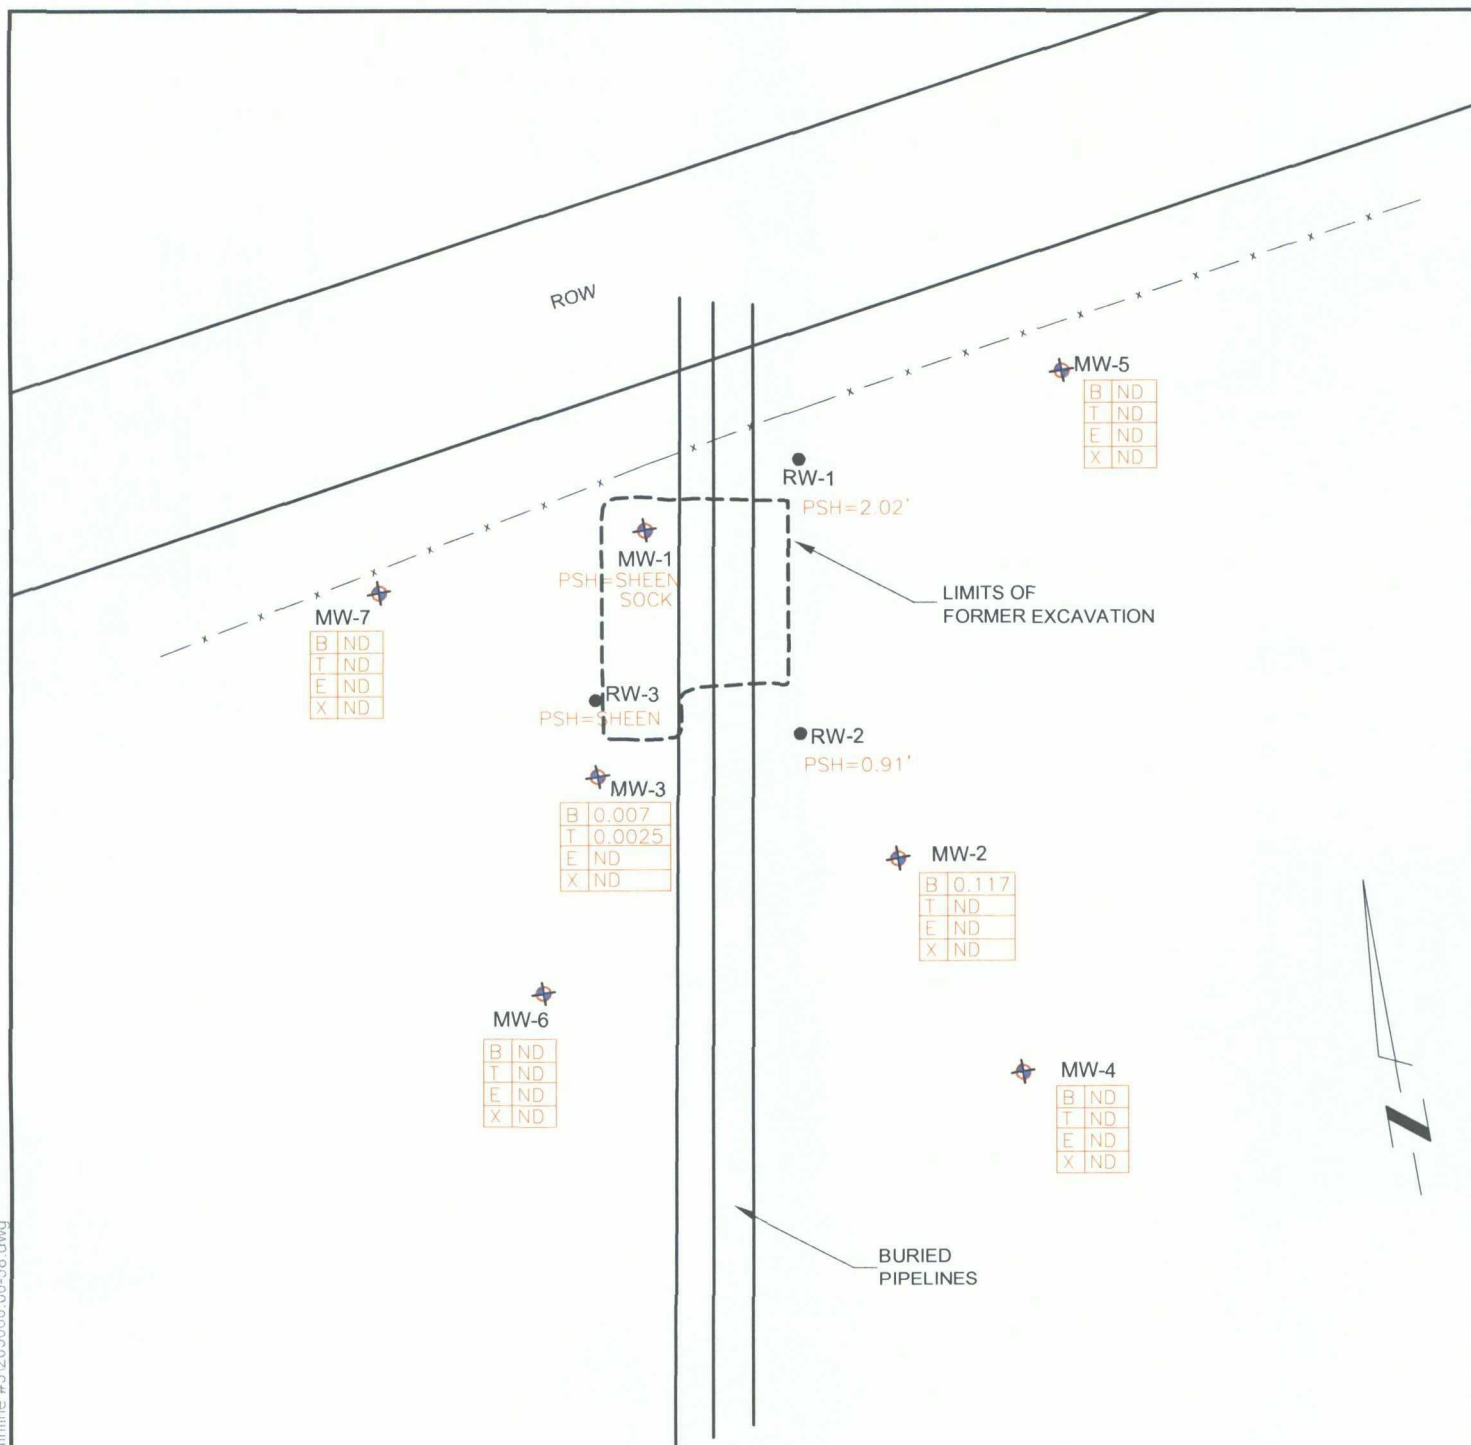 ROW
MW-5
B ND
T ND
E ND
X ND
RW-1
PSH=2.02'
MW-1
PSH=SHEEN
SOCK
LIMITS OF
FORMER EXCAVATION
MW-7
B ND
T ND
E ND
X ND
RW-3
PSH=SHEEN
RW-2
PSH=0.91'
MW-3
B 0.007
T 0.0025
E ND
X ND
MW-2
B 0.117
T ND
E ND
X ND
MW-6
B ND
T ND
E ND
X ND
MW-4
B ND
T ND
E ND
X ND
N
BURIED
PIPELINES